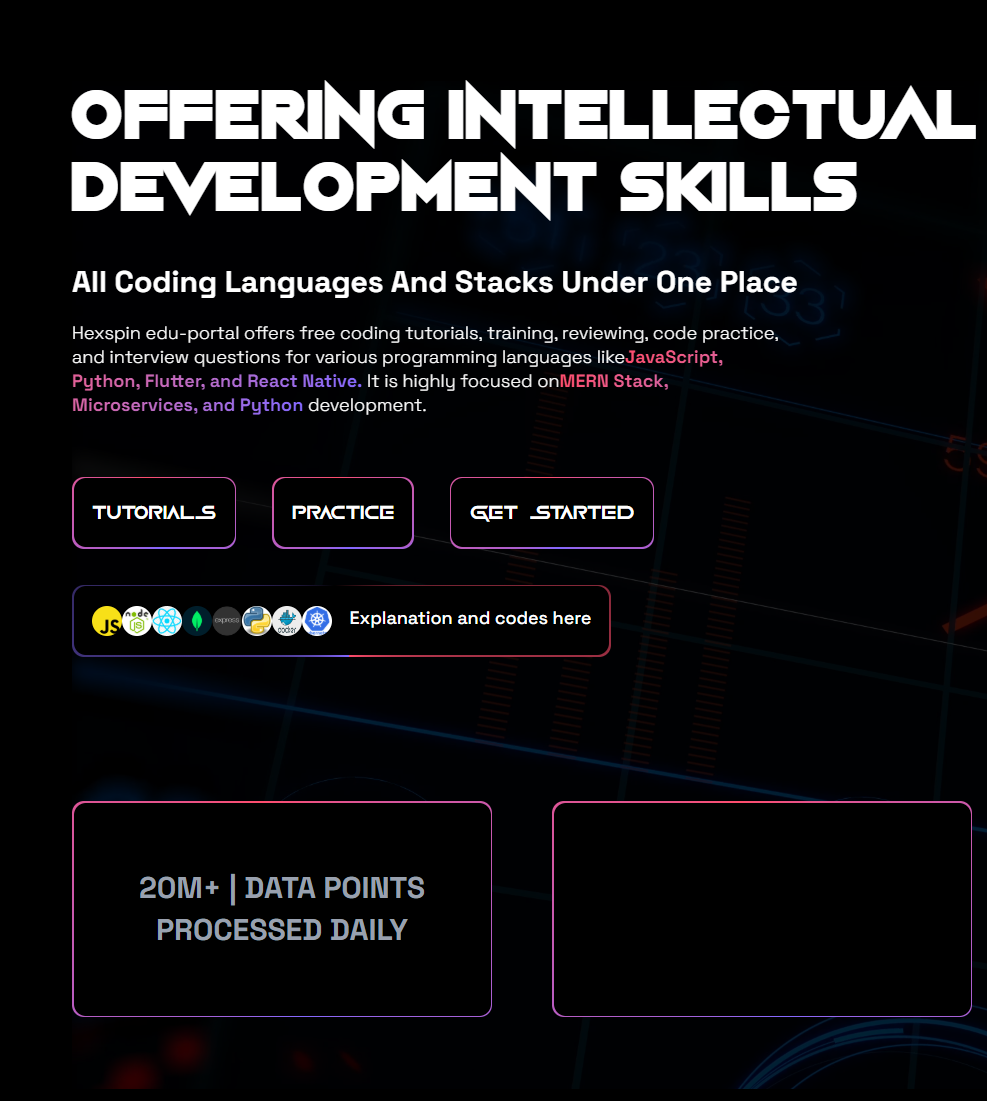 OFFERING INTELLECTUAL
DEVELOPMENT SKILLS
All Coding Languages And Stacks Under One Place
Hexspin edu-portal offers free coding tutorials, training, reviewing, code practice,
and interview questions for various programming languages likeJavaScript,
Python, Flutter, and React Native. It is highly focused onMERN Stack,
Microservices, and Python development.
TUTORIALS
PRACTICE
GET STARTED
JS
node
JS
express
docker
Explanation and codes here
20M+ | DATA POINTS
PROCESSED DAILY